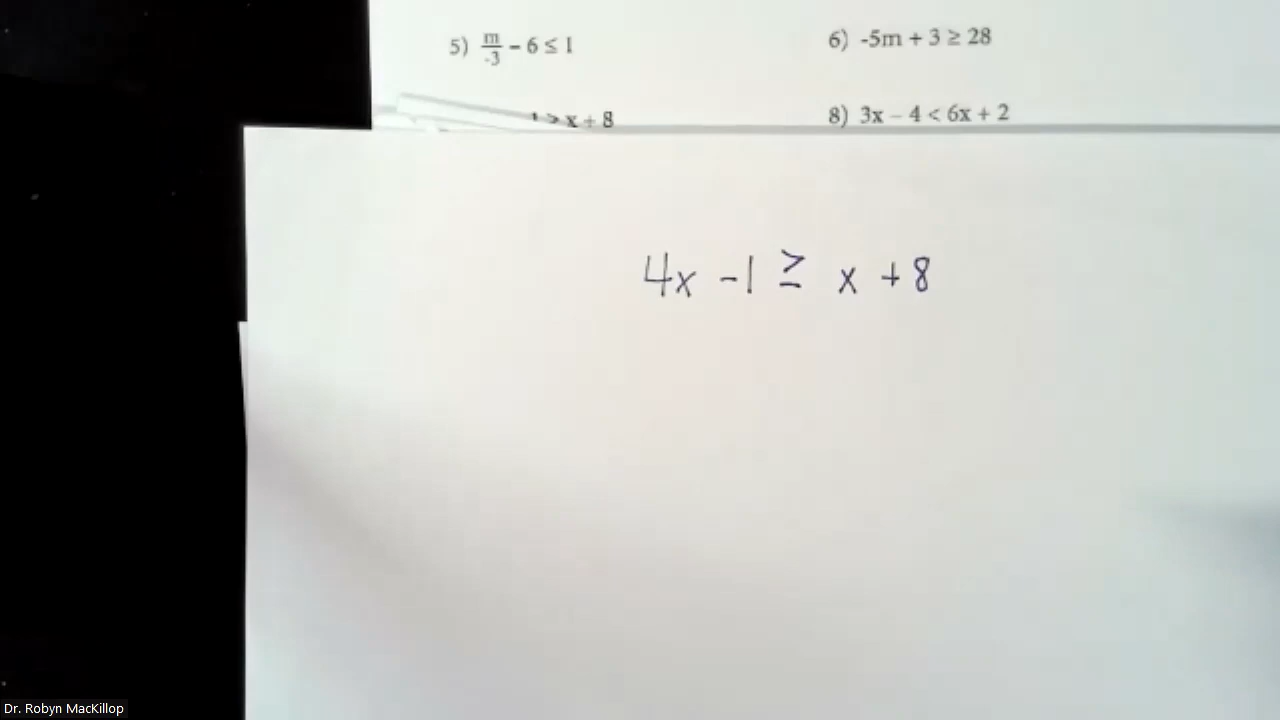 5) m/-3 - 6 ≤ 1
6) -5m + 3 ≥ 28
x + 8
8) 3x - 4 < 6x + 2
4x -1 ≥ x +8
Dr. Robyn MacKillop